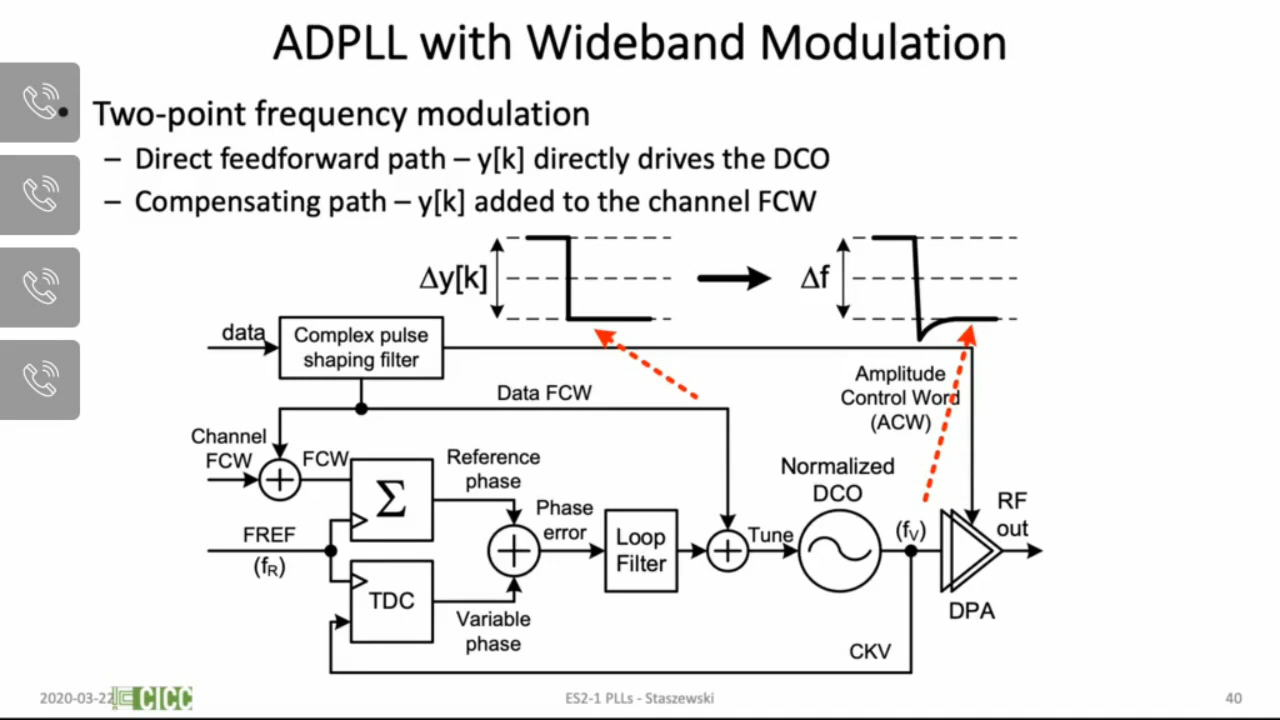 ADPLL with Wideband Modulation
• Two-point frequency modulation
– Direct feedforward path – y[k] directly drives the DCO
– Compensating path – y[k] added to the channel FCW
Δy[k]
Δf
data
Complex pulse
shaping filter
Amplitude
Control Word
(ACW)
Data FCW
Channel
FCW
FCW
Σ
Reference
phase
Normalized
DCO
Phase
error
RF
out
FREF
(fR)
Loop
Filter
Tune
(fV)
TDC
DPA
Variable
phase
CKV
2020-03-22
CICC
ES2-1 PLLs - Staszewski
40